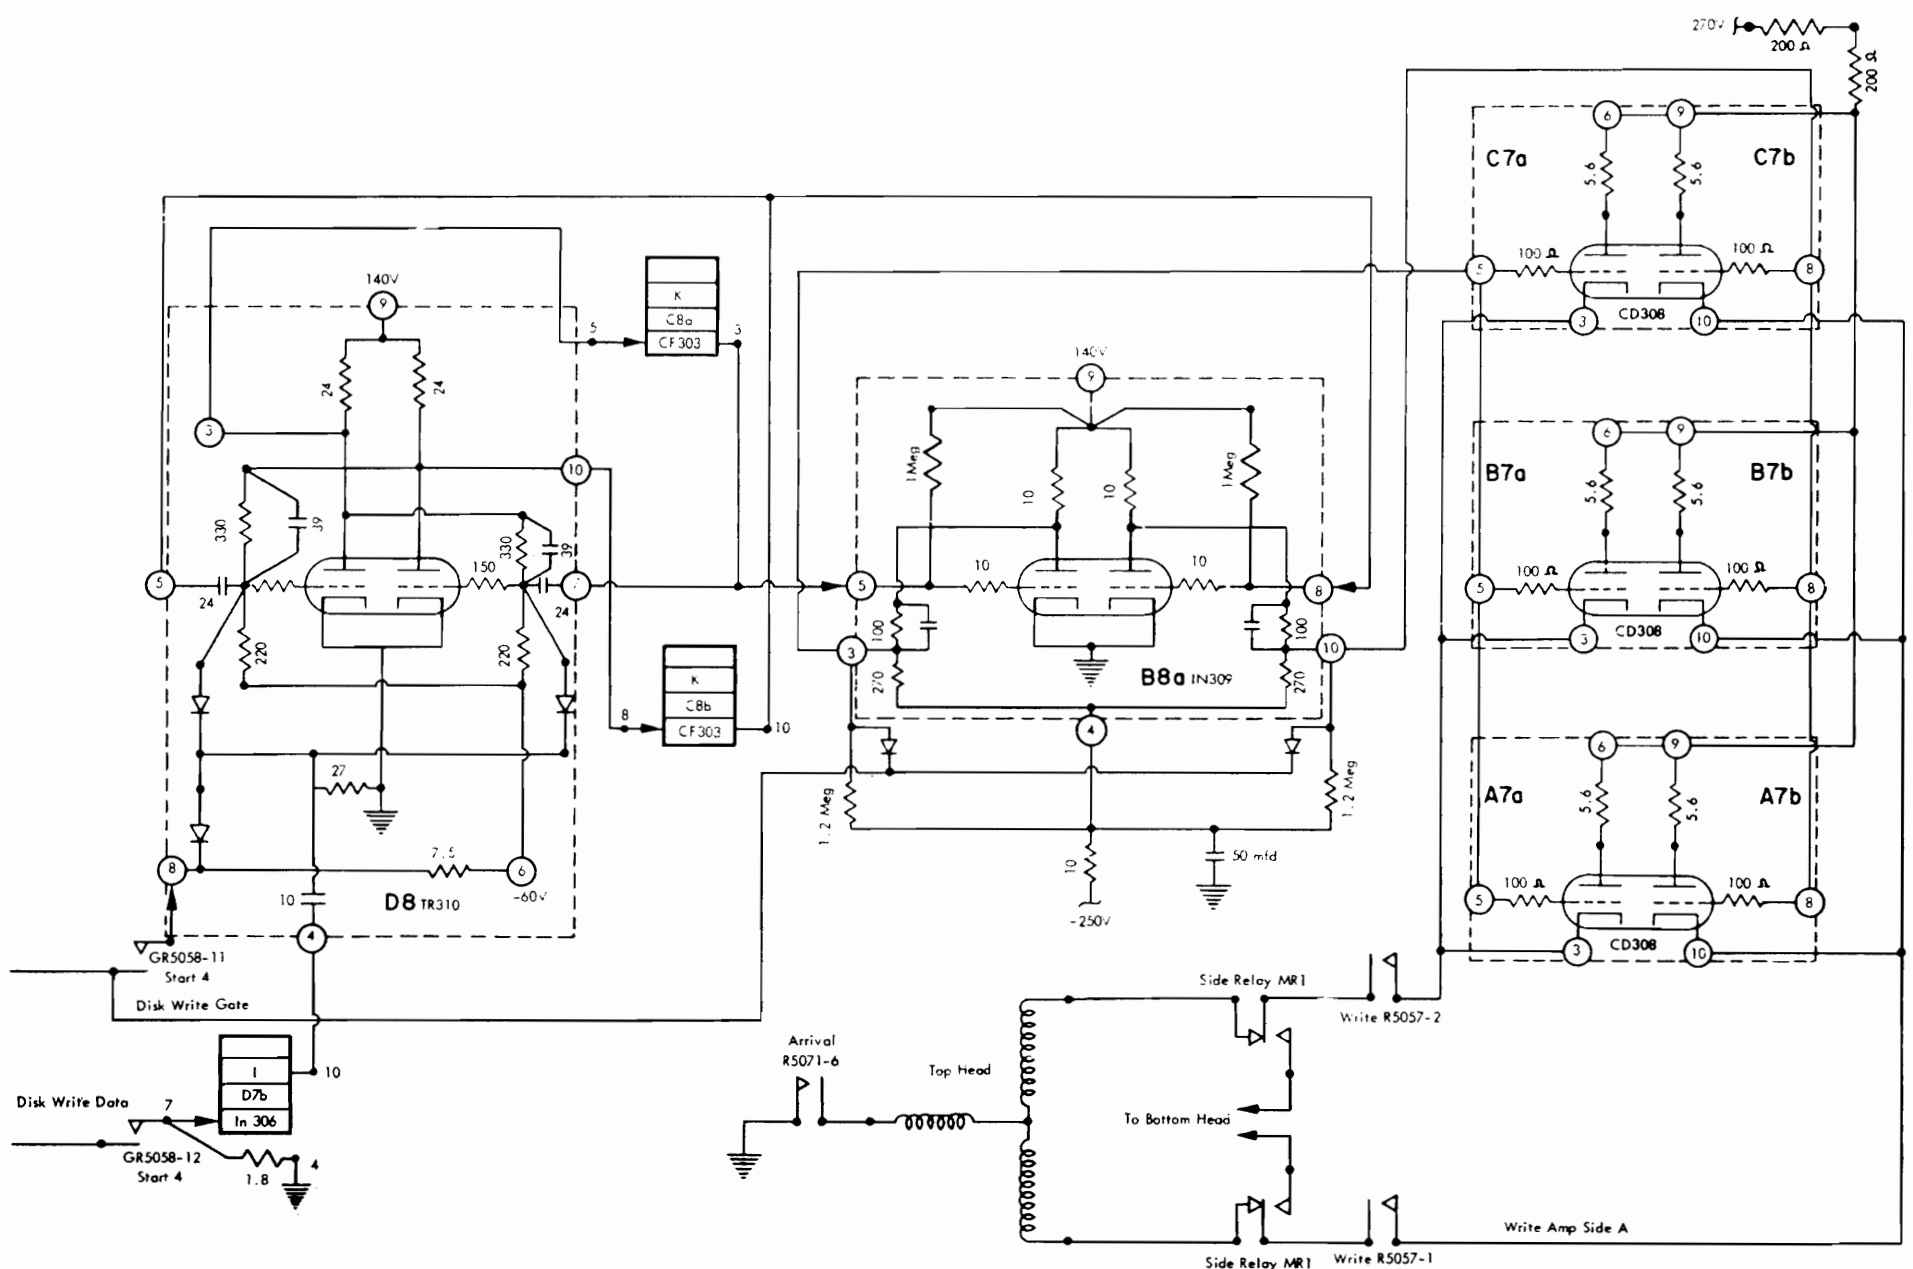 270V
200 Ω
200 Ω
6
9
C7a
C7b
5.6
5.6
100 Ω
100 Ω
5
8
CD308
3
10
K
C8a
CF303
5
3
140V
9
24
24
3
10
330
39
330
39
5
24
150
24
220
220
K
C8b
CF303
8
10
27
8
7.5
6
-60V
10
D8 TR310
4
140V
9
1Meg
10
10
1Meg
5
10
10
8
100
100
3
10
270
270
B8a IN309
4
1.2 Meg
1.2 Meg
10
50 mfd
-250V
6
9
B7a
B7b
5.6
5.6
100 Ω
100 Ω
5
8
CD308
3
10
6
9
A7a
A7b
5.6
5.6
100 Ω
100 Ω
5
8
CD308
3
10
GR5058-11
Start 4
Disk Write Gate
I
D7b
In 306
10
Disk Write Data
7
GR5058-12
Start 4
1.8
4
Arrival
R5071-6
Top Head
Side Relay MR1
Write R5057-2
To Bottom Head
Write Amp Side A
Side Relay MR1
Write R5057-1